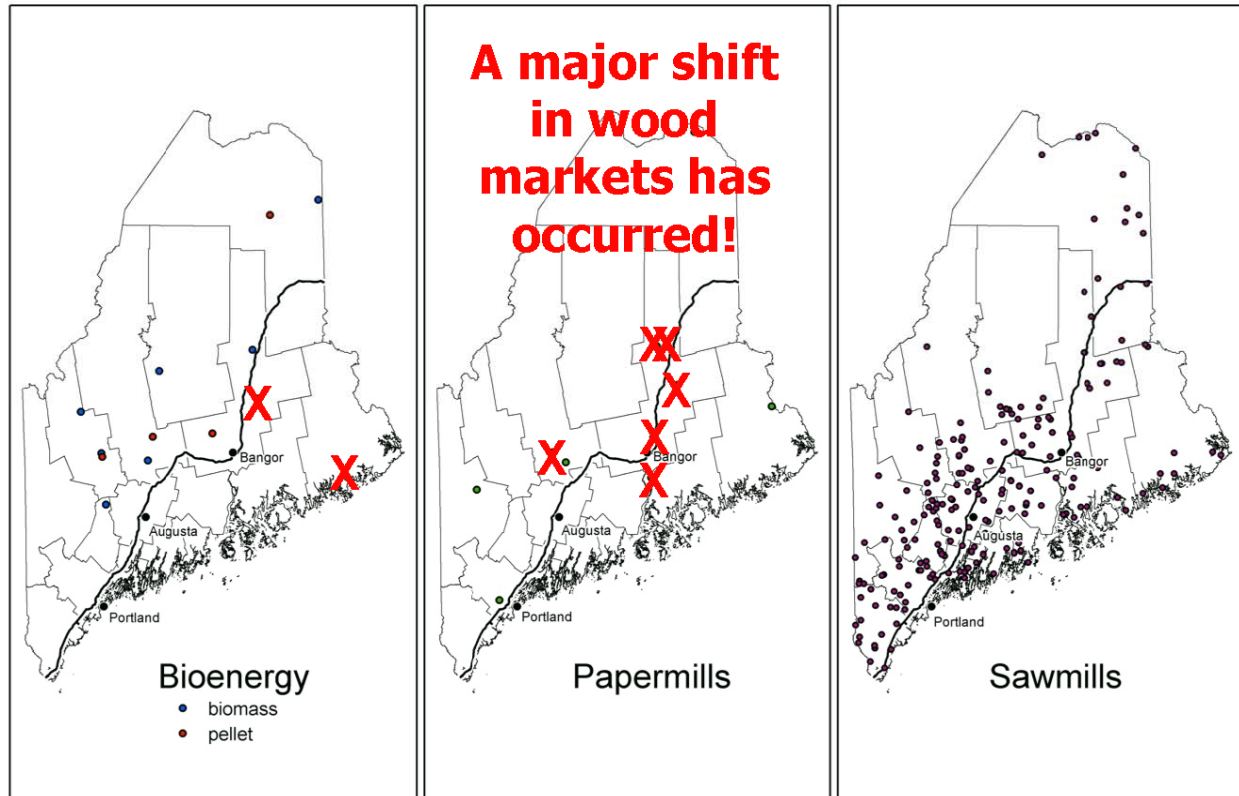 A major shift
in wood
markets has
occurred!
X
X
Bangor
Augusta
Portland
Bioenergy
biomass
pellet
XX
X
X
X
X
Bangor
Augusta
Portland
Papermills
Bangor
Augusta
Portland
Sawmills